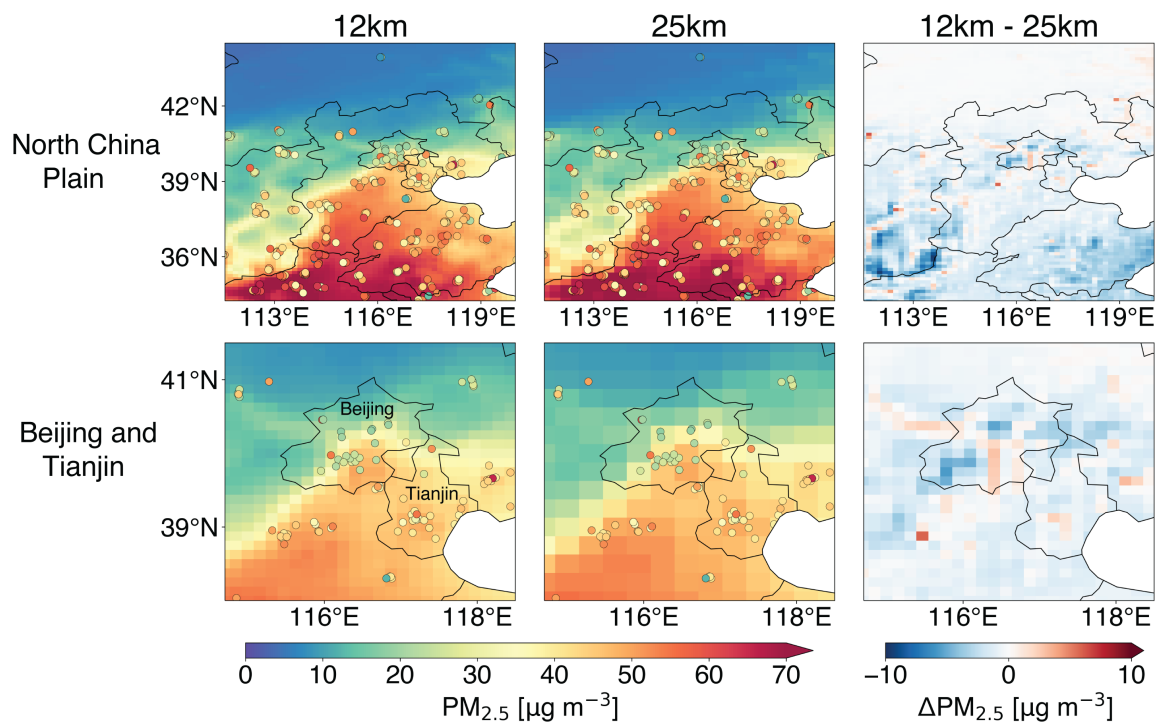 12km 25km 12km - 25km
North China
Plain
42°N
39°N
36°N
113°E 116°E 119°E 113°E 116°E 119°E 113°E 116°E 119°E
Beijing and
Tianjin
41°N
39°N
Beijing
Tianjin
116°E 118°E 116°E 118°E 116°E 118°E
0 10 20 30 40 50 60 70 −10 0 10
PM₂.₅ [μg m⁻³] ΔPM₂.₅ [μg m⁻³]